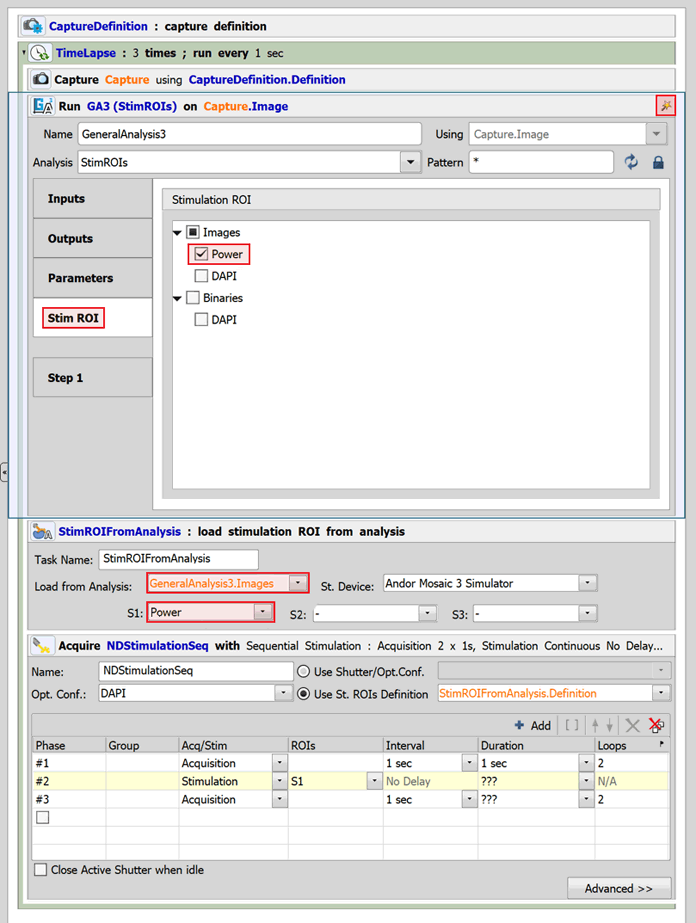 CaptureDefinition : capture definition
TimeLapse : 3 times ; run every 1 sec
Capture Capture using CaptureDefinition.Definition
Run GA3 (StimROIs) on Capture.Image
Name GeneralAnalysis3 Using Capture.Image
Analysis StimROIs Pattern *
Inputs
Outputs
Parameters
Stim ROI
Step 1
Stimulation ROI
Images
Power
DAPI
Binaries
DAPI
«
StimROIFromAnalysis : load stimulation ROI from analysis
Task Name: StimROIFromAnalysis
Load from Analysis: GeneralAnalysis3.Images St. Device: Andor Mosaic 3 Simulator
S1: Power S2: - S3: -
Acquire NDStimulationSeq with Sequential Stimulation : Acquisition 2 x 1s, Stimulation Continuous No Delay...
Name: NDStimulationSeq Use Shutter/Opt.Conf.
Opt. Conf.: DAPI Use St. ROIs Definition StimROIFromAnalysis.Definition
Add
Phase Group Acq/Stim ROIs Interval Duration Loops
#1 Acquisition 1 sec 1 sec 2
#2 Stimulation S1 No Delay ??? N/A
#3 Acquisition 1 sec ??? 2
Close Active Shutter when idle
Advanced >>